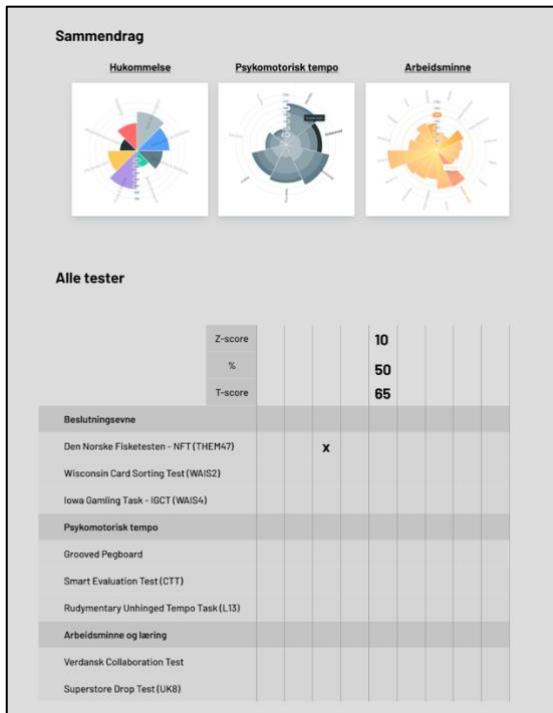 Sammendrag
Hukommelse
Psykomotorisk tempo
Arbeidsminne
Alle tester
Z-score 10
% 50
T-score 65
Beslutningsevne
Den Norske Fisketesten - NFT (THEM47) x
Wisconsin Card Sorting Test (WAIS2)
Iowa Gamling Task - IGCT (WAIS4)
Psykomotorisk tempo
Grooved Pegboard
Smart Evaluation Test (CTT)
Rudymentary Unhinged Tempo Task (L13)
Arbeidsminne og læring
Verdansk Collaboration Test
Superstore Drop Test (UK8)